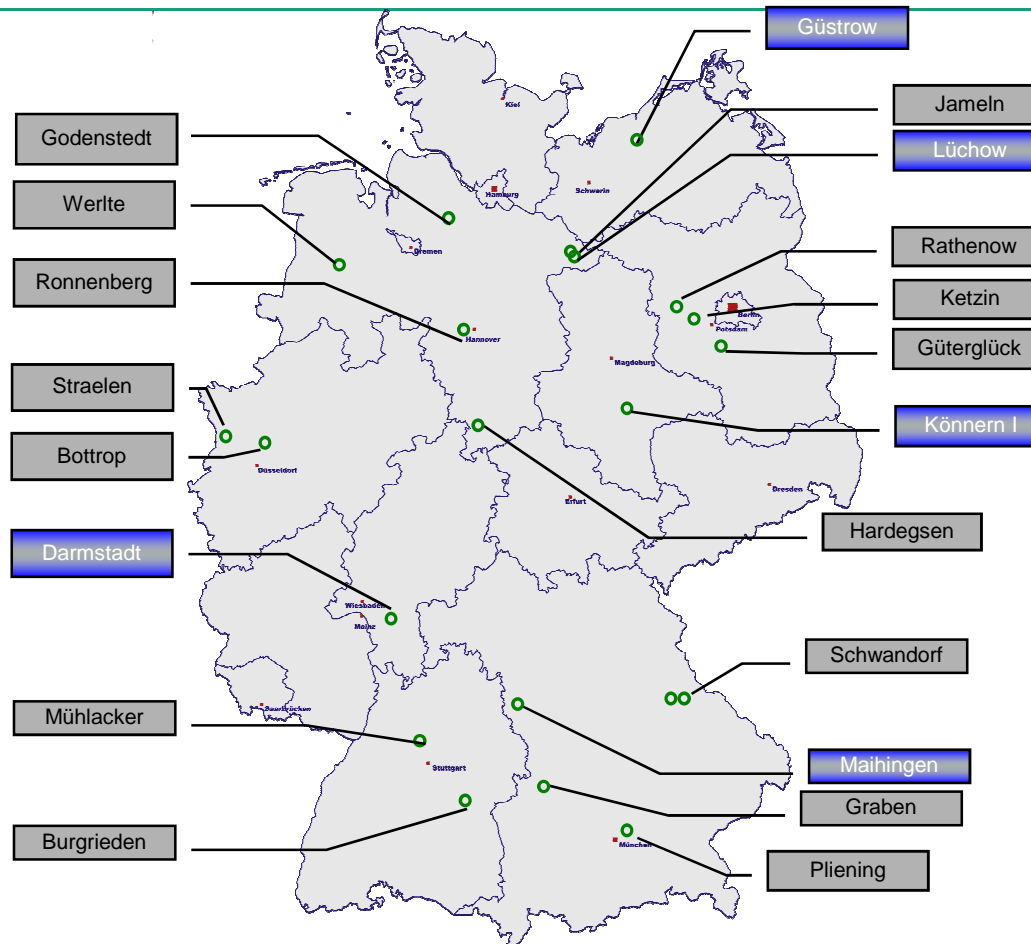 Güstrow
Jameln
Godenstedt
Lüchow
Kiel
Schwerin
Hamburg
Werlte
Bremen
Rathenow
Ronnenberg
Ketzin
Berlin
Potsdam
Hannover
Güterglück
Magdeburg
Straelen
Könnern I
Bottrop
Düsseldorf
Dresden
Erfurt
Hardegsen
Darmstadt
Wiesbaden
Mainz
Schwandorf
Saarbrücken
Mühlacker
Stuttgart
Maihingen
Graben
Burgrieden
München
Pliening